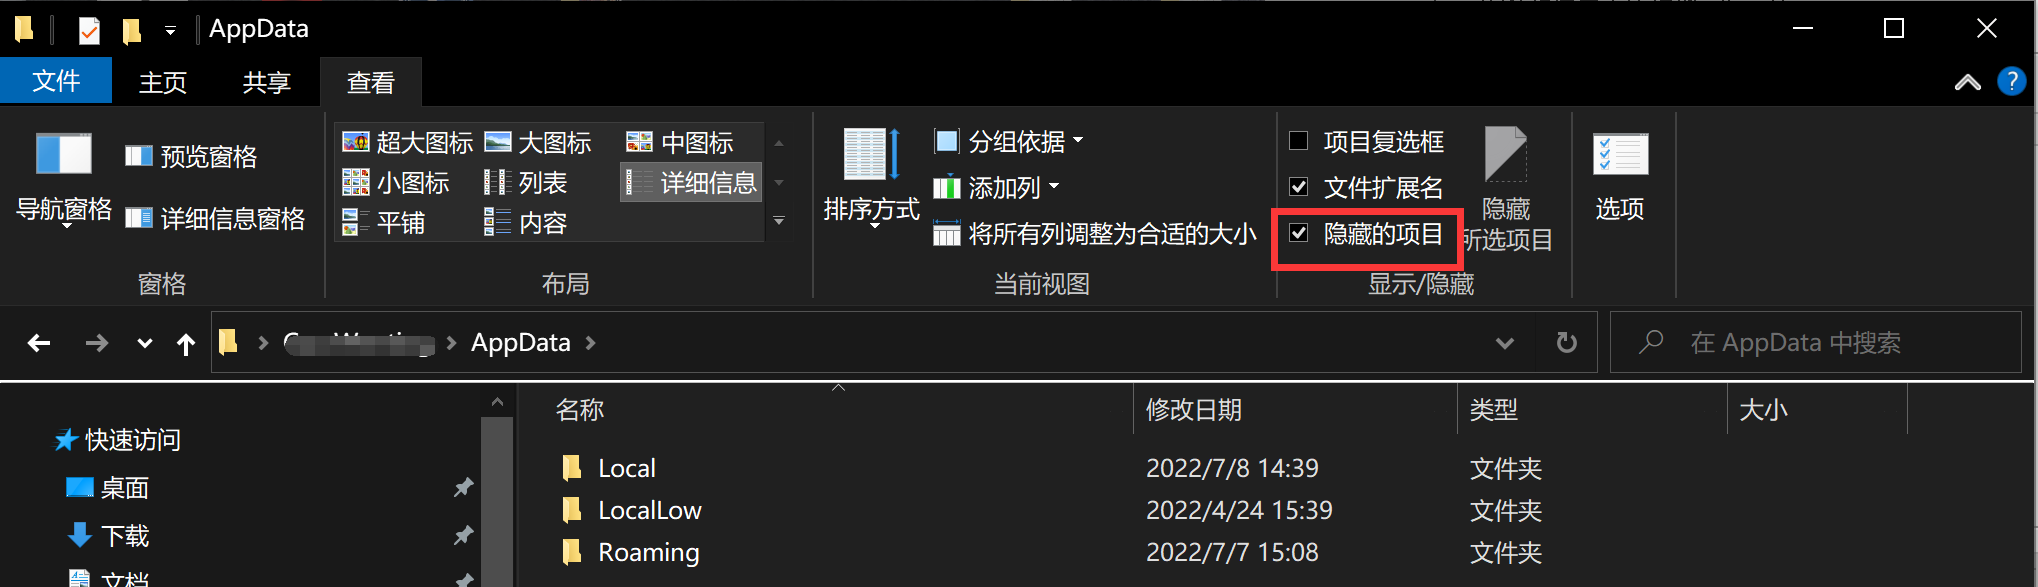 AppData
文件 主页 共享 查看
导航窗格
预览窗格
详细信息窗格
窗格
超大图标 大图标 中图标
小图标 列表 详细信息
平铺 内容
布局
排序方式
分组依据
添加列
将所有列调整为合适的大小
当前视图
项目复选框
文件扩展名
隐藏的项目
隐藏
所选项目
显示/隐藏
选项
AppData
在 AppData 中搜索
快速访问
桌面
下载
文档
名称 修改日期 类型 大小
Local 2022/7/8 14:39 文件夹
LocalLow 2022/4/24 15:39 文件夹
Roaming 2022/7/7 15:08 文件夹